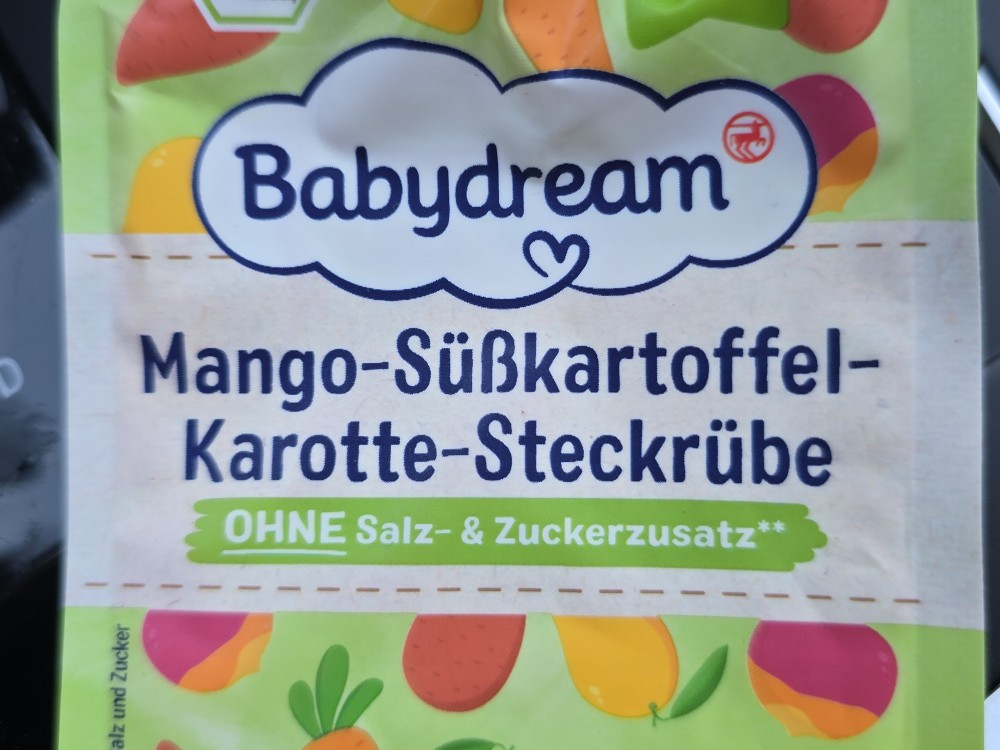 Babydream
Mango-Süßkartoffel-
Karotte-Steckrübe
OHNE Salz- & Zuckerzusatz**
alz und Zucker